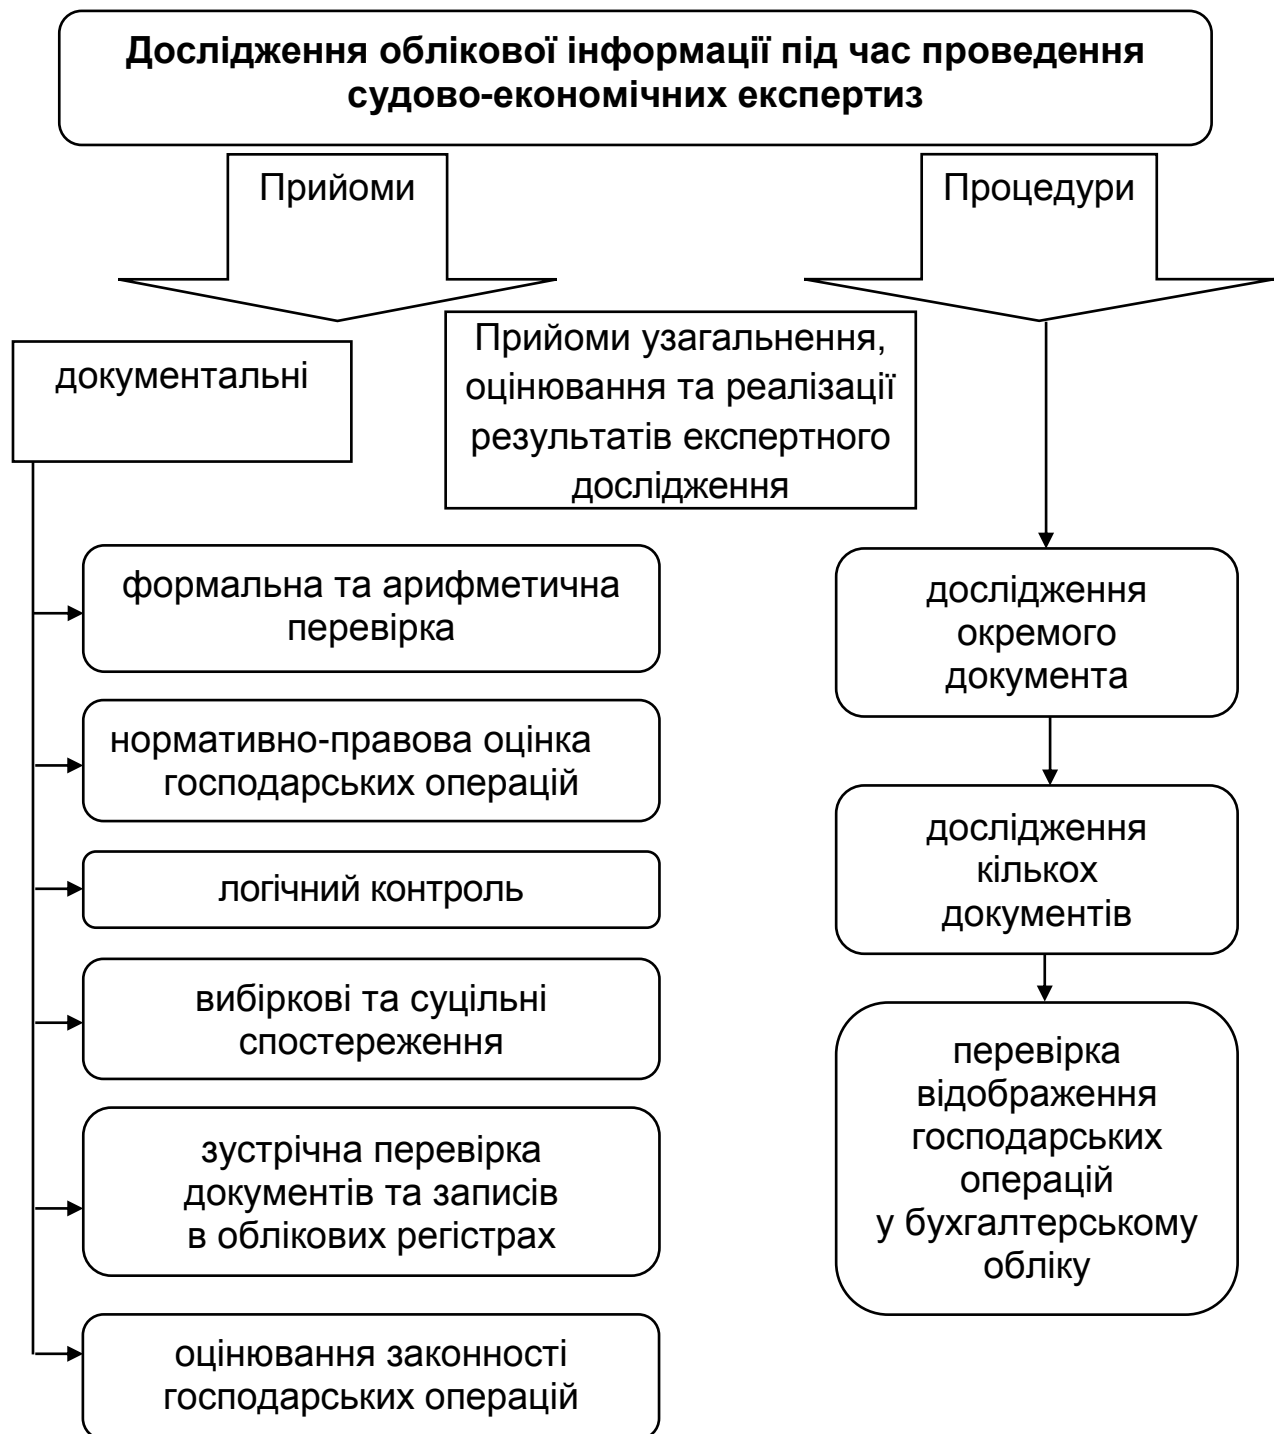 Дослідження облікової інформації під час проведення
судово-економічних експертиз
Прийоми
Процедури
документальні
Прийоми узагальнення,
оцінювання та реалізації
результатів експертного
дослідження
формальна та арифметична
перевірка
нормативно-правова оцінка
господарських операцій
логічний контроль
вибіркові та суцільні
спостереження
зустрічна перевірка
документів та записів
в облікових регістрах
оцінювання законності
господарських операцій
дослідження
окремого
документа
дослідження
кількох
документів
перевірка
відображення
господарських
операцій
у бухгалтерському
обліку